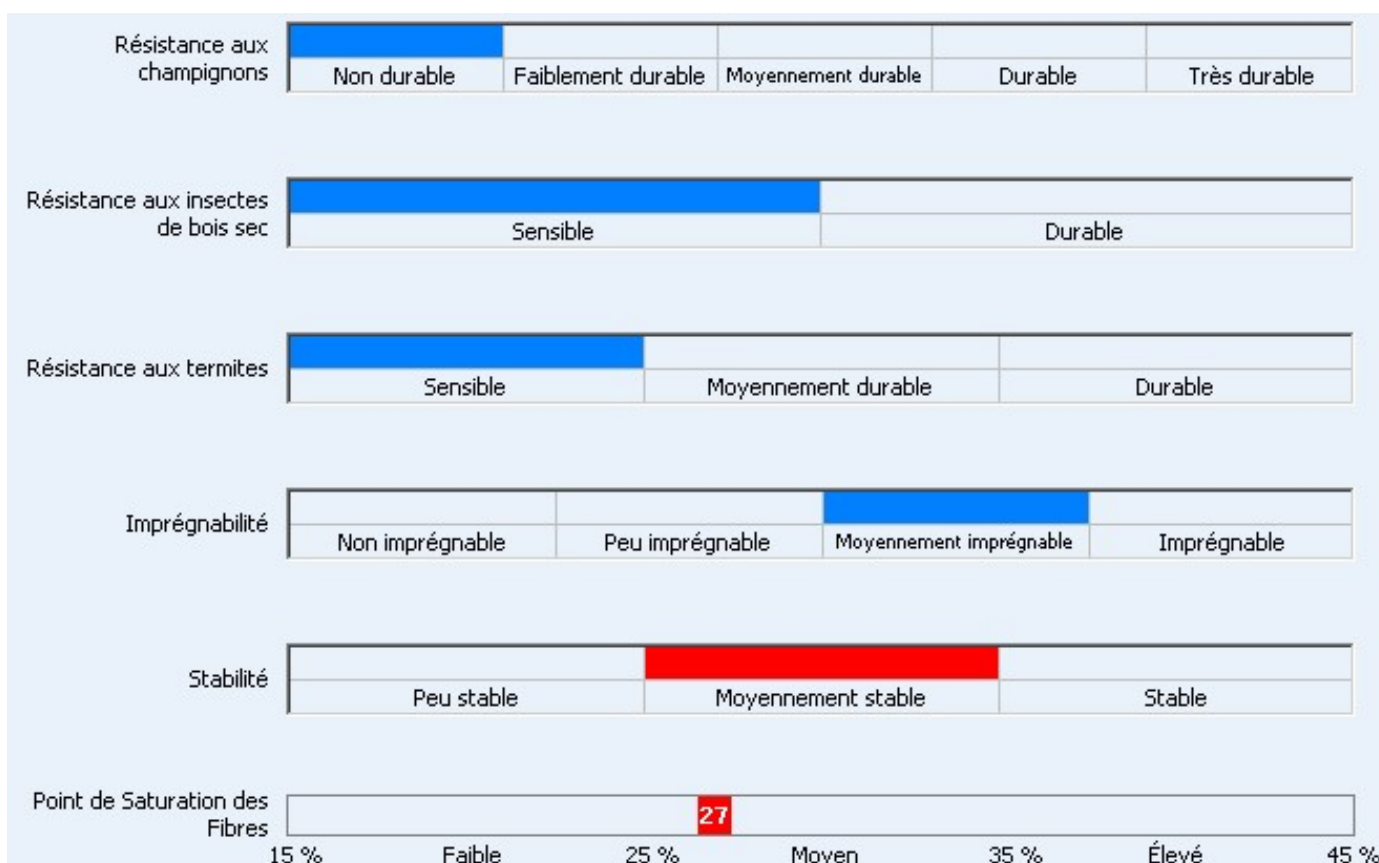 Résistance aux
champignons
Non durable Faiblement durable Moyennement durable Durable Très durable
Résistance aux insectes
de bois sec
Sensible Durable
Résistance aux termites
Sensible Moyennement durable Durable
Imprégnabilité
Non imprégnable Peu imprégnable Moyennement imprégnable Imprégnable
Stabilité
Peu stable Moyennement stable Stable
Point de Saturation des
Fibres
27
15 % Faible 25 % Moyen 35 % Élevé 45 %